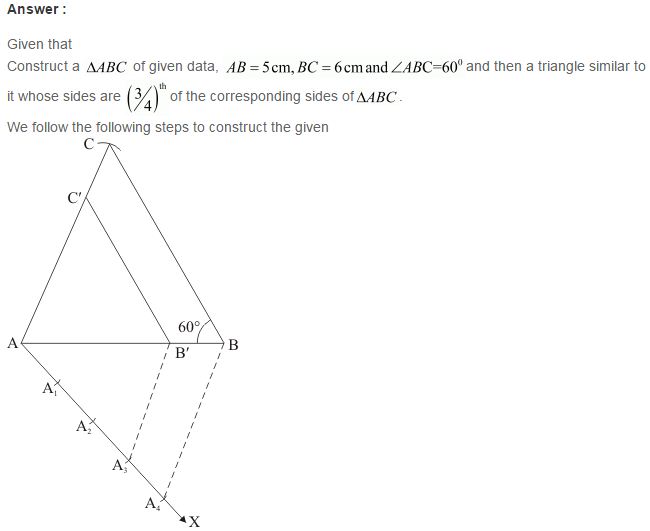 Answer :
Given that
Construct a ΔABC of given data, AB = 5 cm, BC = 6 cm and ∠ABC=60⁰ and then a triangle similar to
it whose sides are (3/4)ᵗʰ of the corresponding sides of ΔABC .
We follow the following steps to construct the given
C
C'
60°
A
B'
B
A₁
A₂
A₃
A₄
X